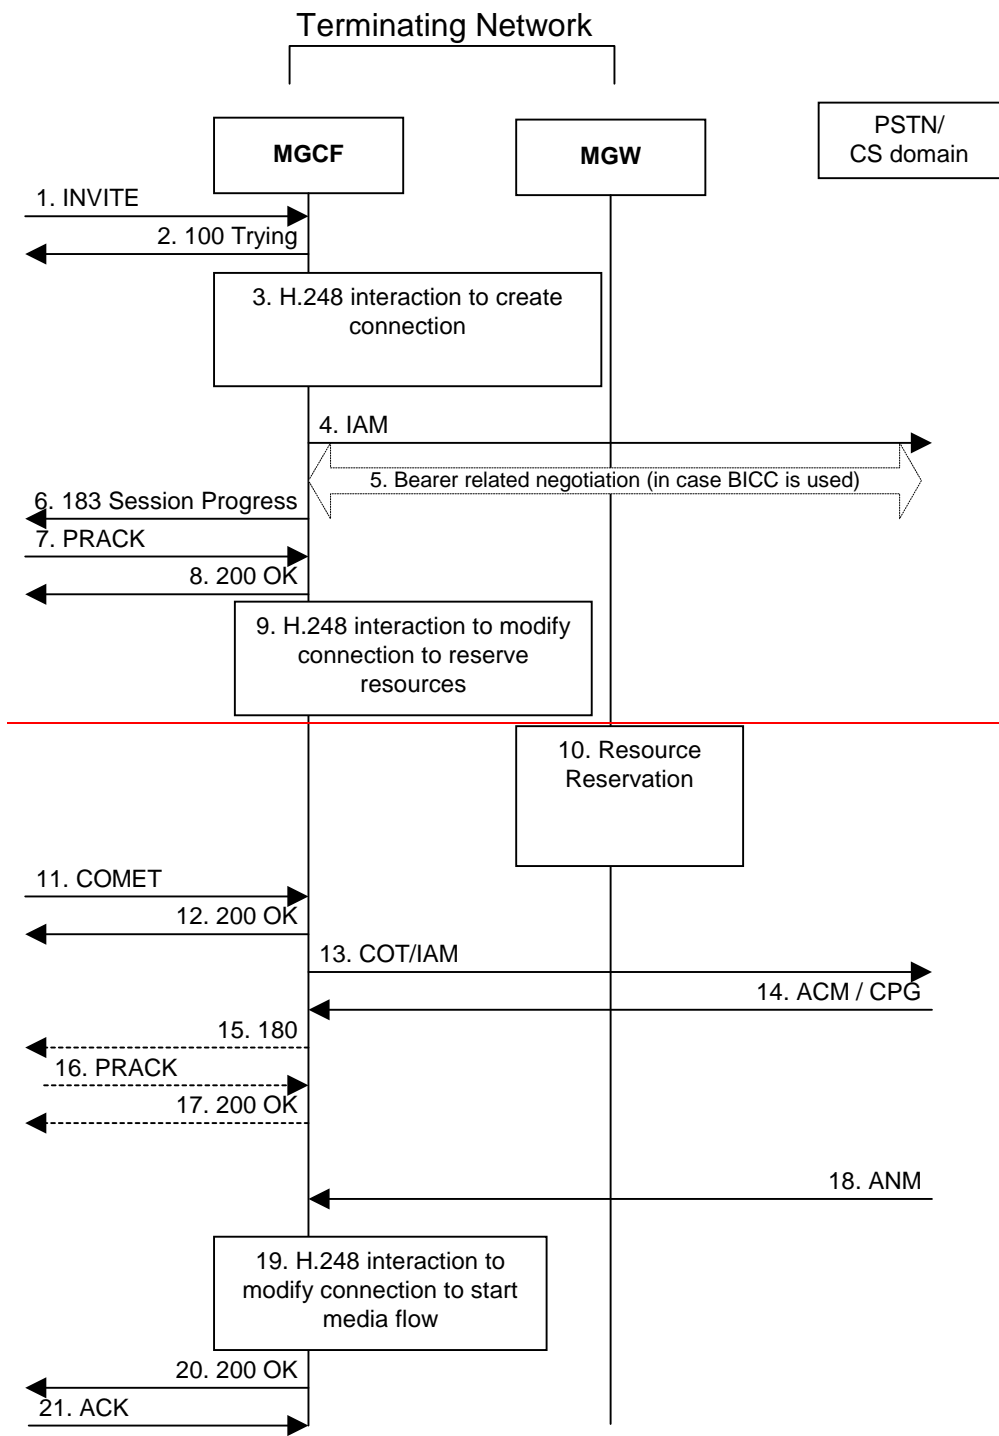 Terminating Network
MGCF
MGW
PSTN/
CS domain
1. INVITE
2. 100 Trying
3. H.248 interaction to create
connection
4. IAM
5. Bearer related negotiation (in case BICC is used)
6. 183 Session Progress
7. PRACK
8. 200 OK
9. H.248 interaction to modify
connection to reserve
resources
10. Resource
Reservation
11. COMET
12. 200 OK
13. COT/IAM
14. ACM / CPG
15. 180
16. PRACK
17. 200 OK
18. ANM
19. H.248 interaction to
modify connection to start
media flow
20. 200 OK
21. ACK